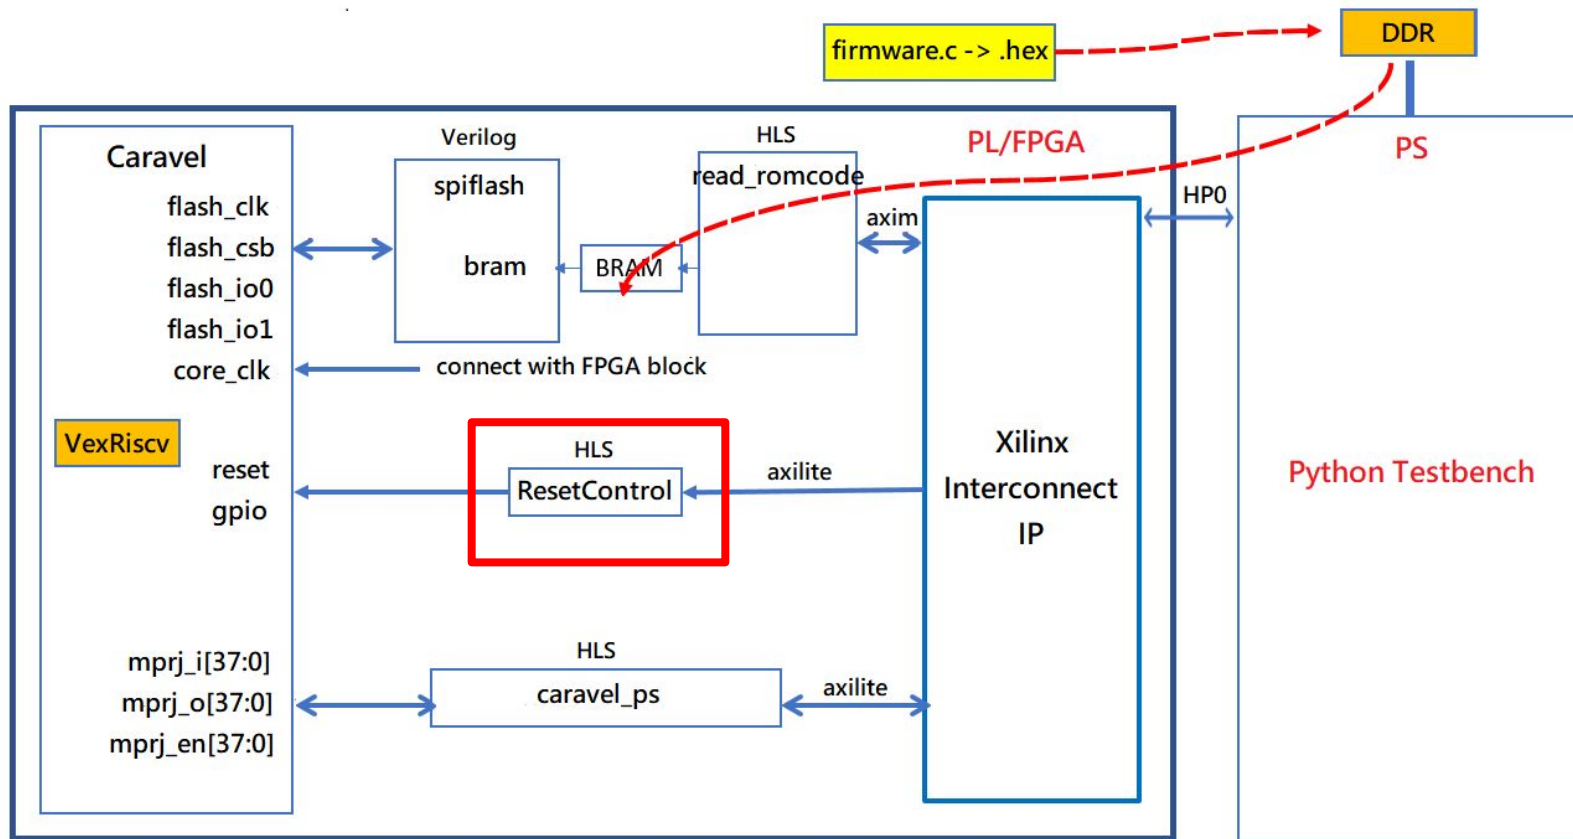 firmware.c -> .hex
DDR
Caravel
flash_clk
flash_csb
flash_io0
flash_io1
core_clk
VexRiscv
reset
gpio
mprj_i[37:0]
mprj_o[37:0]
mprj_en[37:0]
Verilog
spiflash
bram
BRAM
HLS
read_romcode
axim
connect with FPGA block
HLS
ResetControl
axilite
HLS
caravel_ps
axilite
PL/FPGA
Xilinx
Interconnect
IP
HP0
PS
Python Testbench